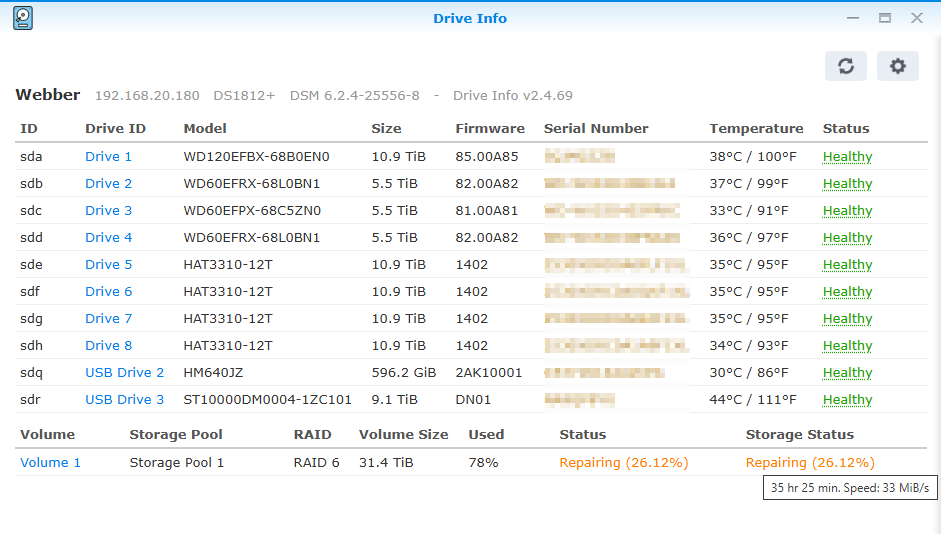 Drive Info
Webber 192.168.20.180 DS1812+ DSM 6.2.4-25556-8 - Drive Info v2.4.69
ID Drive ID Model Size Firmware Serial Number Temperature Status
sda Drive 1 WD120EFBX-68B0EN0 10.9 TiB 85.00A85 38°C / 100°F Healthy
sdb Drive 2 WD60EFRX-68L0BN1 5.5 TiB 82.00A82 37°C / 99°F Healthy
sdc Drive 3 WD60EFPX-68C5ZN0 5.5 TiB 81.00A81 33°C / 91°F Healthy
sdd Drive 4 WD60EFRX-68L0BN1 5.5 TiB 82.00A82 36°C / 97°F Healthy
sde Drive 5 HAT3310-12T 10.9 TiB 1402 35°C / 95°F Healthy
sdf Drive 6 HAT3310-12T 10.9 TiB 1402 35°C / 95°F Healthy
sdg Drive 7 HAT3310-12T 10.9 TiB 1402 35°C / 95°F Healthy
sdh Drive 8 HAT3310-12T 10.9 TiB 1402 34°C / 93°F Healthy
sdq USB Drive 2 HM640JZ 596.2 GiB 2AK10001 30°C / 86°F Healthy
sdr USB Drive 3 ST10000DM0004-1ZC101 9.1 TiB DN01 44°C / 111°F Healthy
Volume Storage Pool RAID Volume Size Used Status Storage Status
Volume 1 Storage Pool 1 RAID 6 31.4 TiB 78% Repairing (26.12%) Repairing (26.12%)
35 hr 25 min. Speed: 33 MiB/s